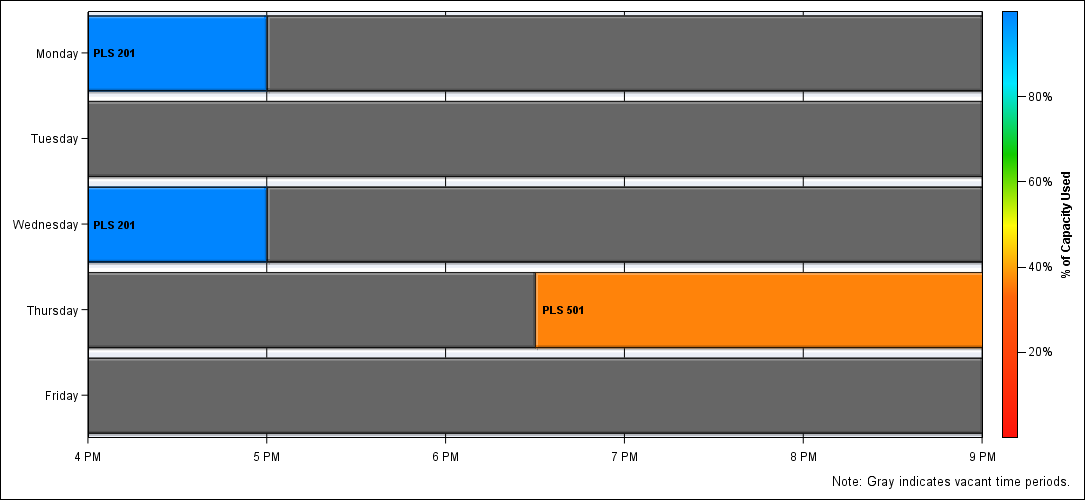 Monday
PLS 201
Tuesday
Wednesday
PLS 201
Thursday
PLS 501
Friday
4 PM 5 PM 6 PM 7 PM 8 PM 9 PM
80%
60%
40%
20%
% of Capacity Used
Note: Gray indicates vacant time periods.